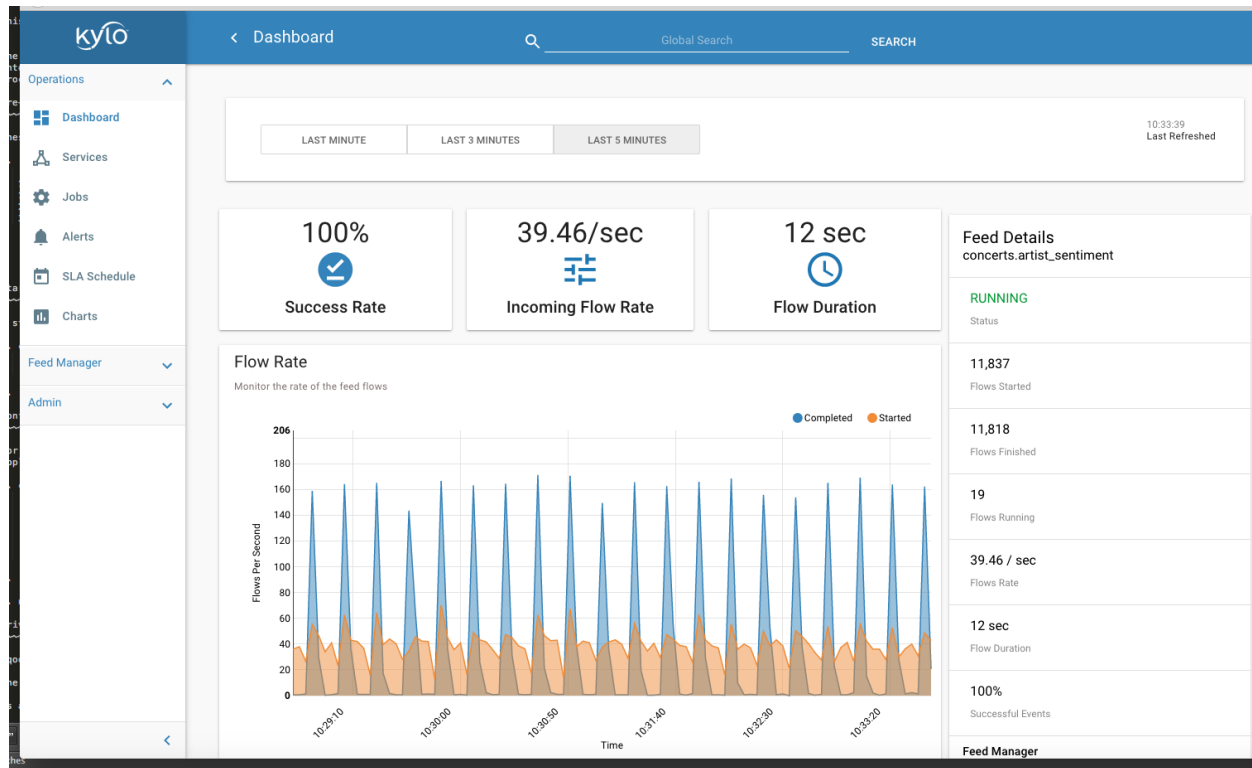 kylo
Dashboard
Global Search
SEARCH
Operations
Dashboard
Services
Jobs
Alerts
SLA Schedule
Charts
Feed Manager
Admin
LAST MINUTE
LAST 3 MINUTES
LAST 5 MINUTES
10:33:39
Last Refreshed
100%
Success Rate
39.46/sec
Incoming Flow Rate
12 sec
Flow Duration
Flow Rate
Monitor the rate of the feed flows
Completed
Started
206
180
160
140
120
100
80
60
40
20
0
Flows Per Second
10:29:10
10:30:00
10:30:50
10:31:40
10:32:30
10:33:20
Time
Feed Details
concerts.artist_sentiment
RUNNING
Status
11,837
Flows Started
11,818
Flows Finished
19
Flows Running
39.46 / sec
Flows Rate
12 sec
Flow Duration
100%
Successful Events
Feed Manager